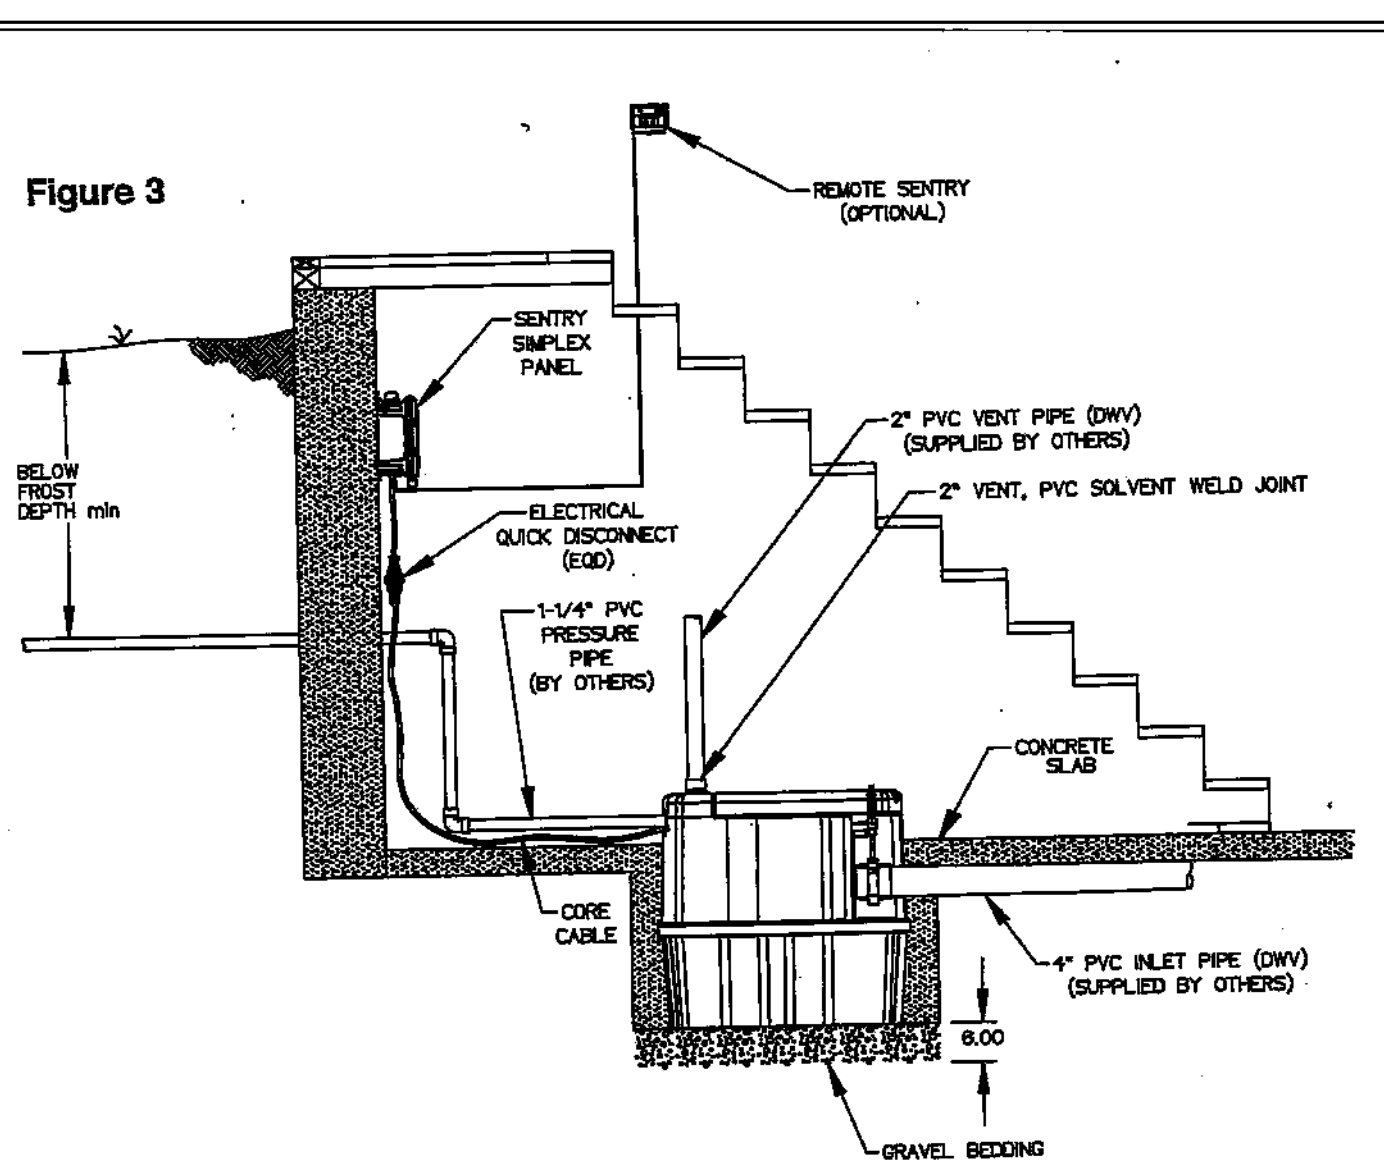 Figure 3
REMOTE SENTRY
(OPTIONAL)
SENTRY
SIMPLEX
PANEL
2" PVC VENT PIPE (DWV)
(SUPPLIED BY OTHERS)
2" VENT, PVC SOLVENT WELD JOINT
BELOW
FROST
DEPTH min
ELECTRICAL
QUICK DISCONNECT
(EQD)
1-1/4" PVC
PRESSURE
PIPE
(BY OTHERS)
CONCRETE
SLAB
CORE
CABLE
4" PVC INLET PIPE (DWV)
(SUPPLIED BY OTHERS)
6.00
GRAVEL BEDDING